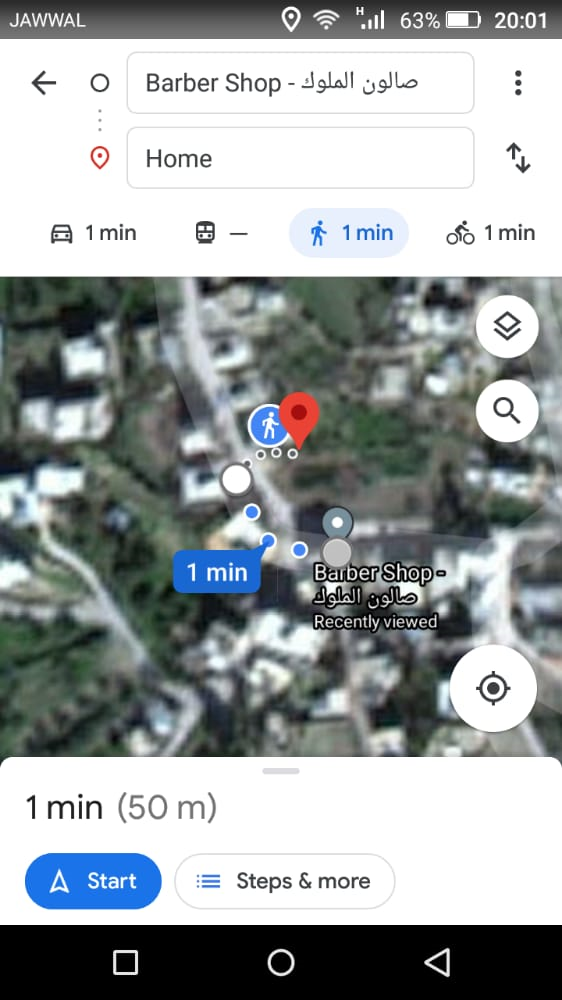 JAWWAL H 63% 20:01
Barber Shop - صالون الملوك
Home
1 min — 1 min 1 min
1 min
Barber Shop -
صالون الملوك
Recently viewed
1 min (50 m)
Start Steps & more